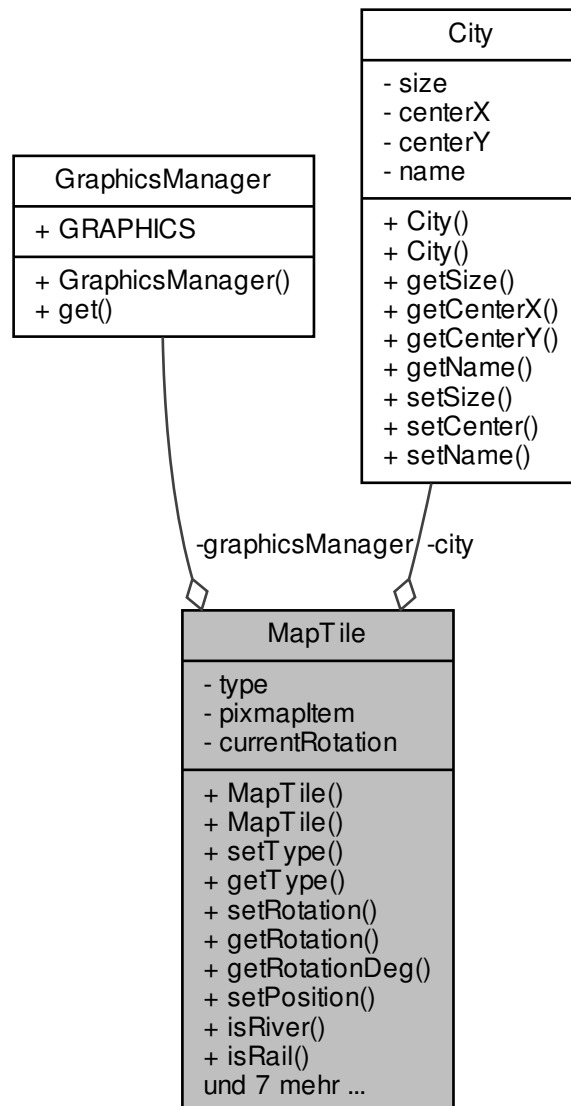 City
- size
- centerX
- centerY
- name
+ City()
+ City()
+ getSize()
+ getCenterX()
+ getCenterY()
+ getName()
+ setSize()
+ setCenter()
+ setName()
GraphicsManager
+ GRAPHICS
+ GraphicsManager()
+ get()
-graphicsManager
-city
MapTile
- type
- pixmapItem
- currentRotation
+ MapTile()
+ MapTile()
+ setType()
+ getType()
+ setRotation()
+ getRotation()
+ getRotationDeg()
+ setPosition()
+ isRiver()
+ isRail()
und 7 mehr ...